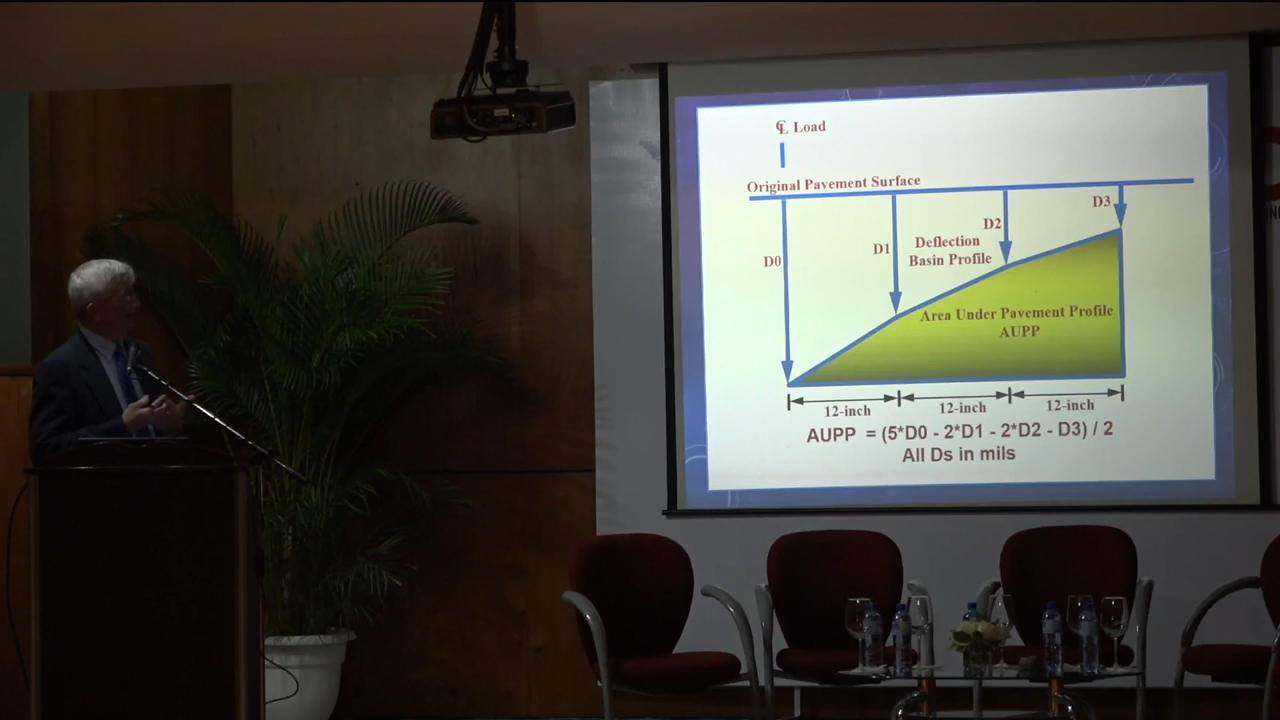 ℄ Load
Original Pavement Surface
D3
D2
D1
Deflection
Basin Profile
D0
Area Under Pavement Profile
AUPP
12-inch
12-inch
12-inch
AUPP = (5*D0 - 2*D1 - 2*D2 - D3) / 2
All Ds in mils